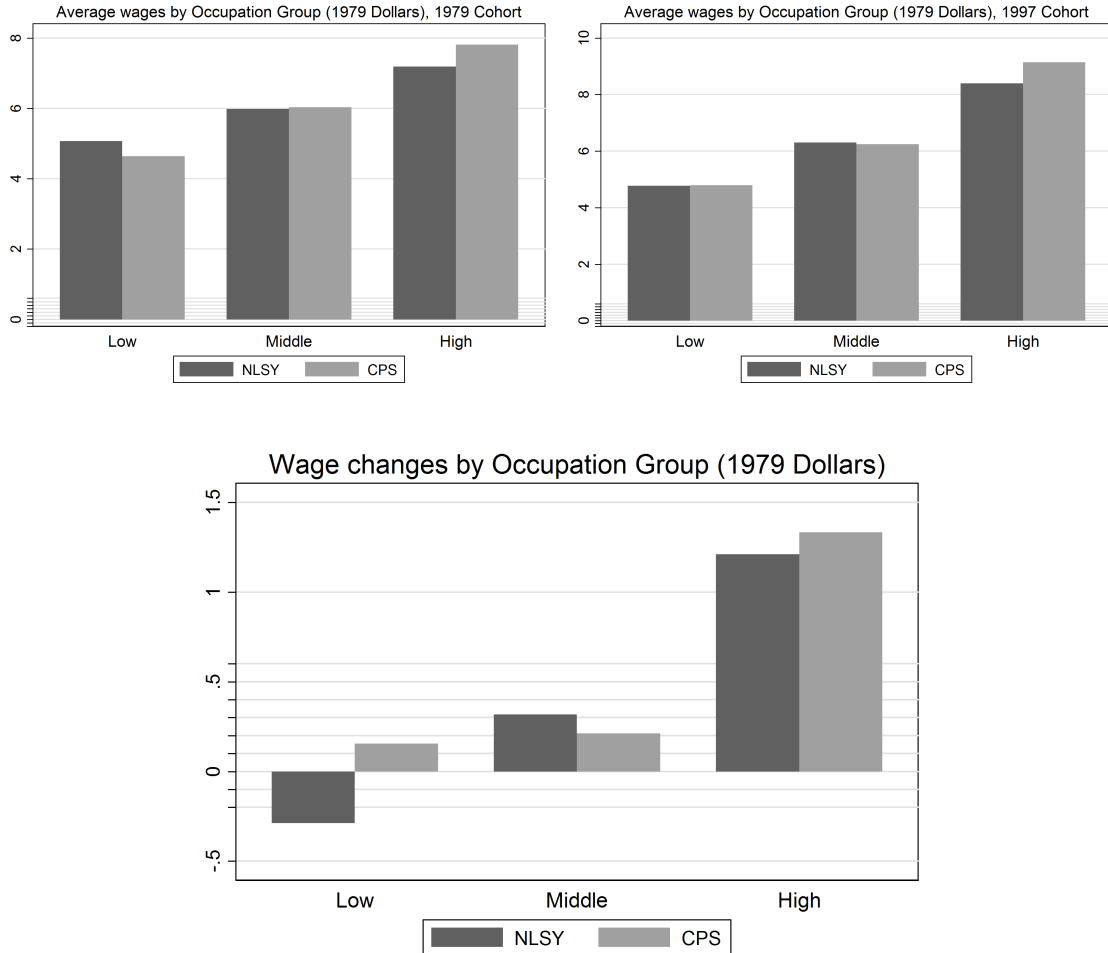 Average wages by Occupation Group (1979 Dollars), 1979 Cohort
8
6
4
2
0
Low Middle High
NLSY CPS
Average wages by Occupation Group (1979 Dollars), 1997 Cohort
10
8
6
4
2
0
Low Middle High
NLSY CPS
Wage changes by Occupation Group (1979 Dollars)
1.5
1
.5
0
-.5
Low Middle High
NLSY CPS